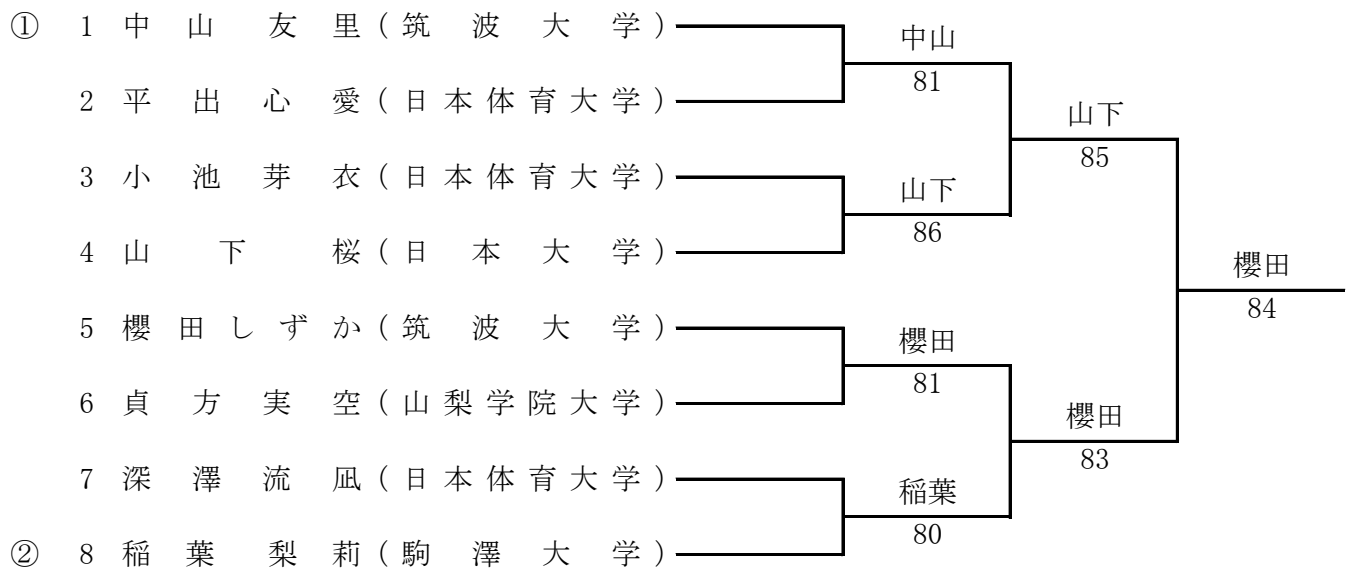 ① 1 中山友里(筑波大学)
中山
81
2 平出心愛(日本体育大学)
山下
85
3 小池芽衣(日本体育大学)
山下
86
4 山下桜(日本大学)
櫻田
84
5 櫻田しずか(筑波大学)
櫻田
81
6 貞方実空(山梨学院大学)
櫻田
83
7 深澤流凪(日本体育大学)
稲葉
80
② 8 稲葉梨莉(駒澤大学)